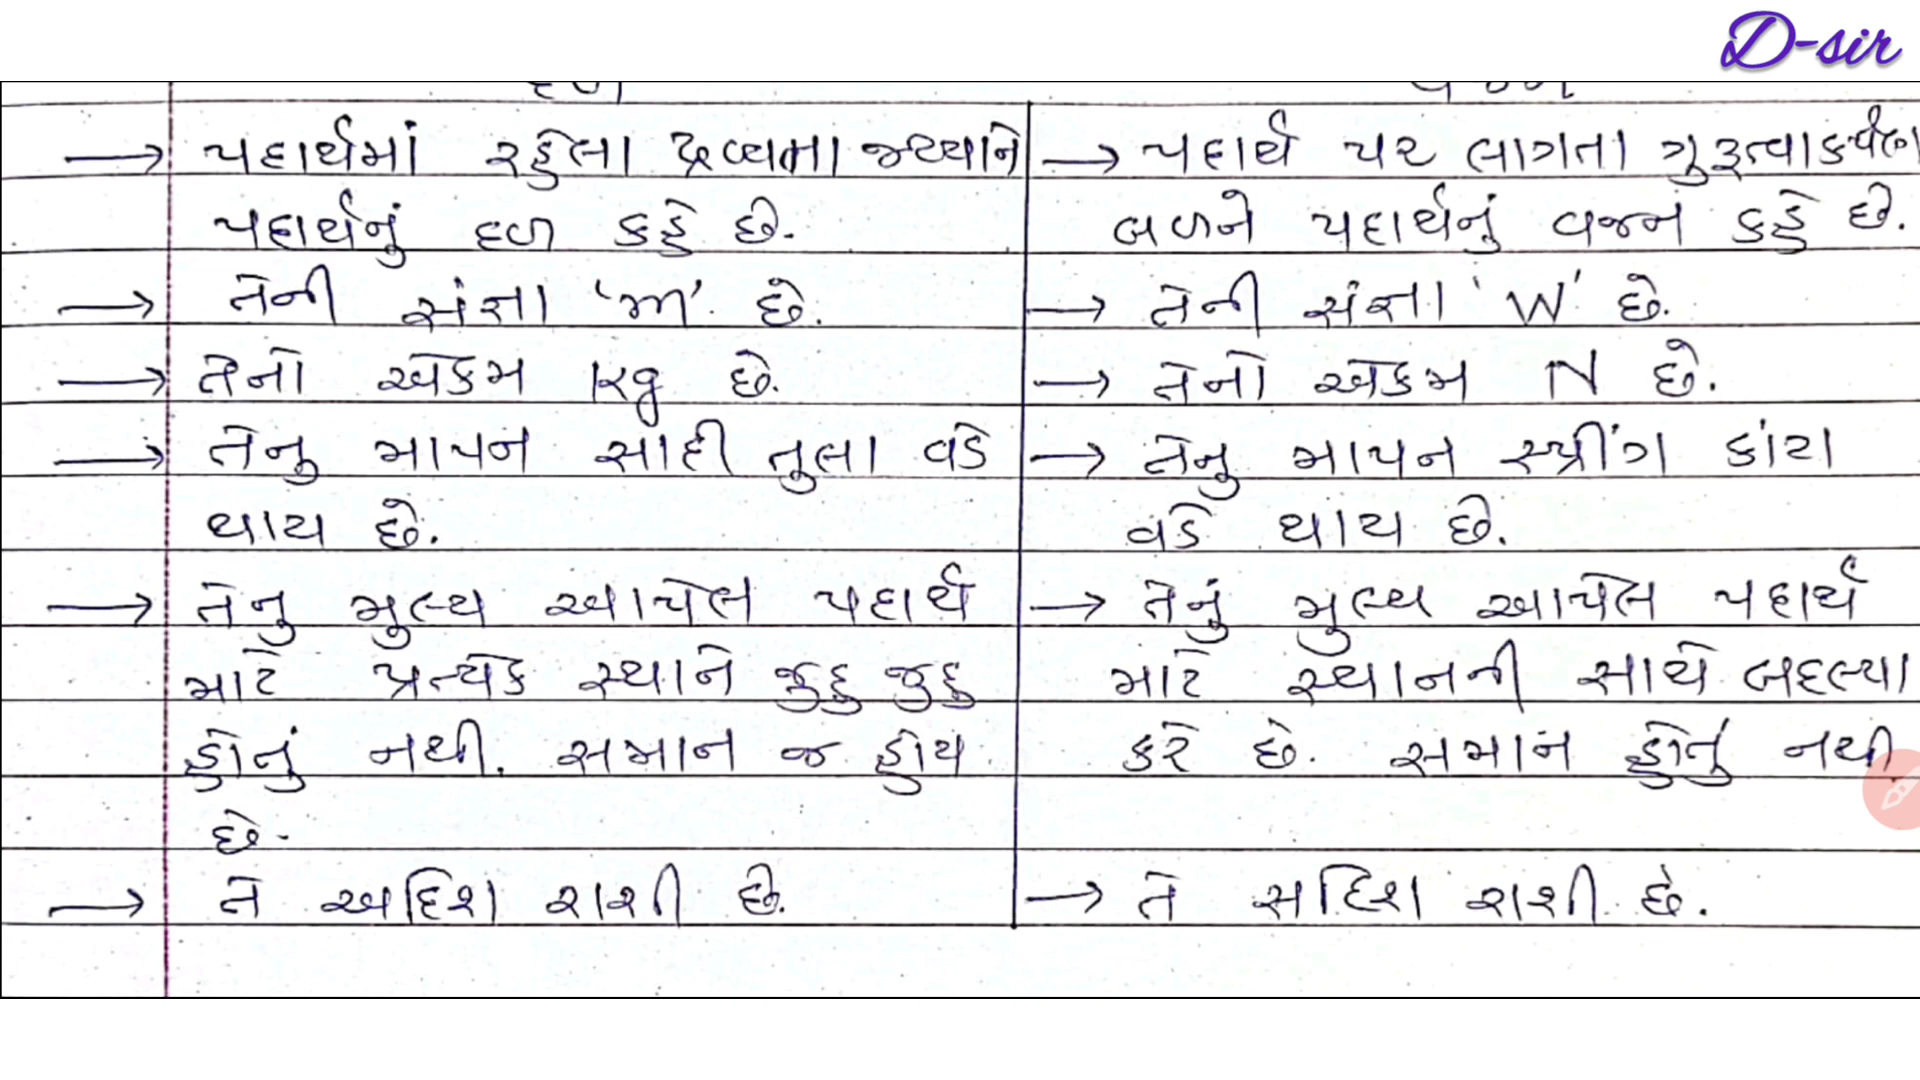 D-sir
દળ
વજન
→ પદાર્થમાં રહેલા દ્રવ્યના જથ્થાને
પદાર્થનું દળ કહે છે.
→ તેની સંજ્ઞા 'm' છે.
→ તેનો એકમ kg છે.
→ તેનુ માપન સાદી તુલા વડે
થાય છે.
→ તેનુ મુલ્ય આપેલ પદાર્થ
માટે પ્રત્યેક સ્થાને જુદુ જુદુ
હોતું નથી. સમાન જ હોય
છે.
→ તે અદિશ રાશી છે.
→ પદાર્થ પર લાગતા ગુરુત્વાકર્ષણ
બળને પદાર્થનું વજન કહે છે.
→ તેની સંજ્ઞા 'W' છે.
→ તેનો એકમ N છે.
→ તેનુ માપન સ્પ્રીંગ કાંટા
વડે થાય છે.
→ તેનું મુલ્ય આપેલ પદાર્થ
માટે સ્થાનની સાથે બદલ્યા
કરે છે. સમાન હોતું નથી.
→ તે સદિશ રાશી છે.